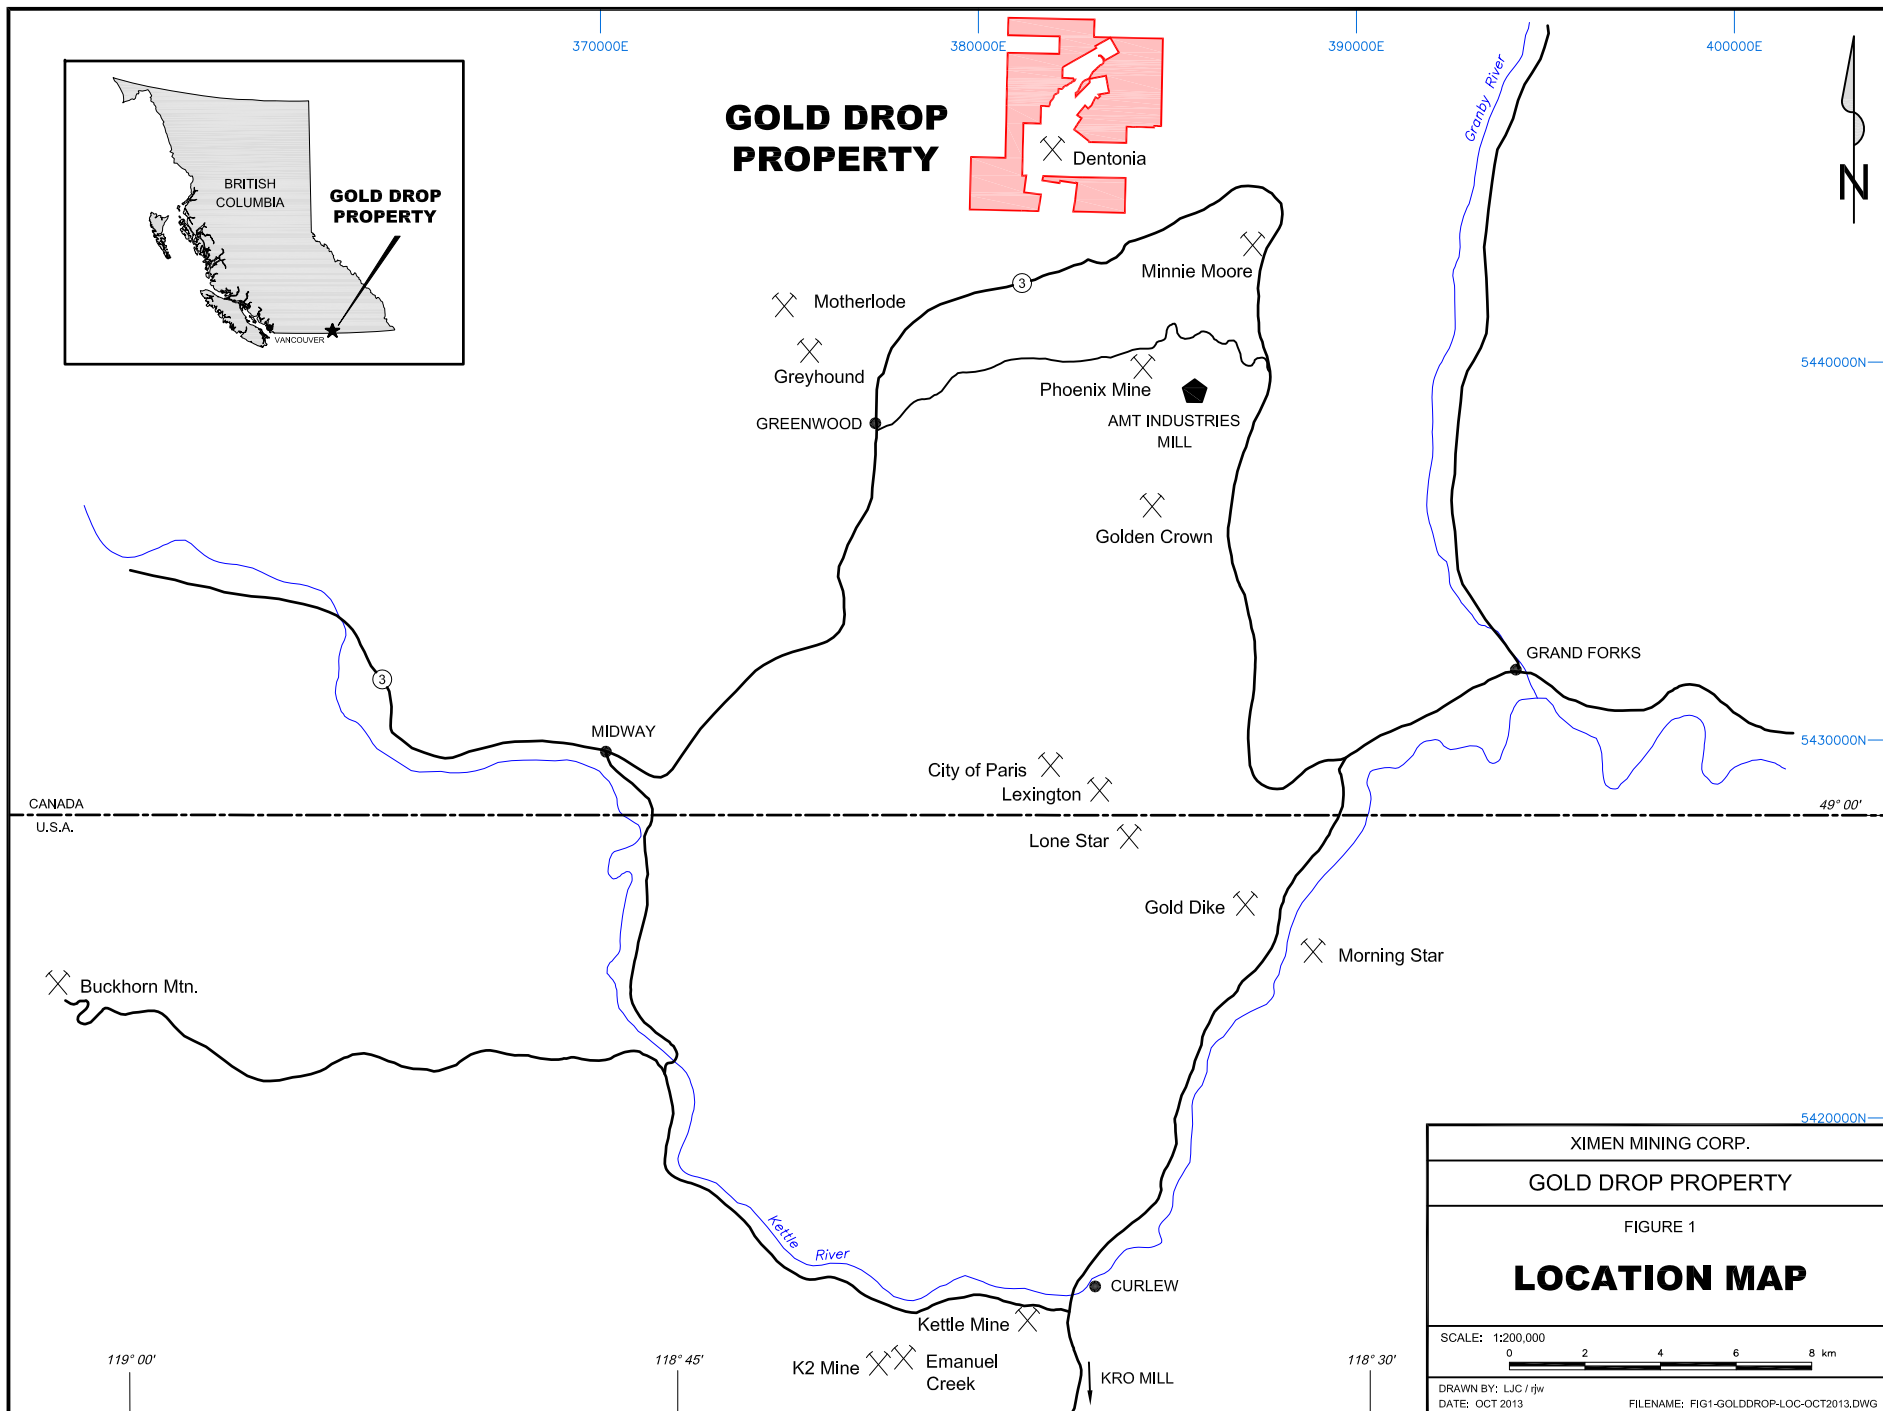 370000E
380000E
390000E
400000E
GOLD DROP
PROPERTY
Dentonia
Granby River
N
BRITISH
COLUMBIA
GOLD DROP
PROPERTY
VANCOUVER
Minnie Moore
3
Motherlode
Greyhound
5440000N
Phoenix Mine
GREENWOOD
AMT INDUSTRIES
MILL
Golden Crown
GRAND FORKS
3
MIDWAY
5430000N
City of Paris
Lexington
CANADA
U.S.A.
49° 00'
Lone Star
Gold Dike
Morning Star
Buckhorn Mtn.
5420000N
Kettle
River
CURLEW
Kettle Mine
K2 Mine
Emanuel
Creek
KRO MILL
119° 00'
118° 45'
118° 30'
XIMEN MINING CORP.
GOLD DROP PROPERTY
FIGURE 1
LOCATION MAP
SCALE: 1:200,000
0 2 4 6 8 km
DRAWN BY: LJC / rjw
DATE: OCT 2013
FILENAME: FIG1-GOLDDROP-LOC-OCT2013.DWG